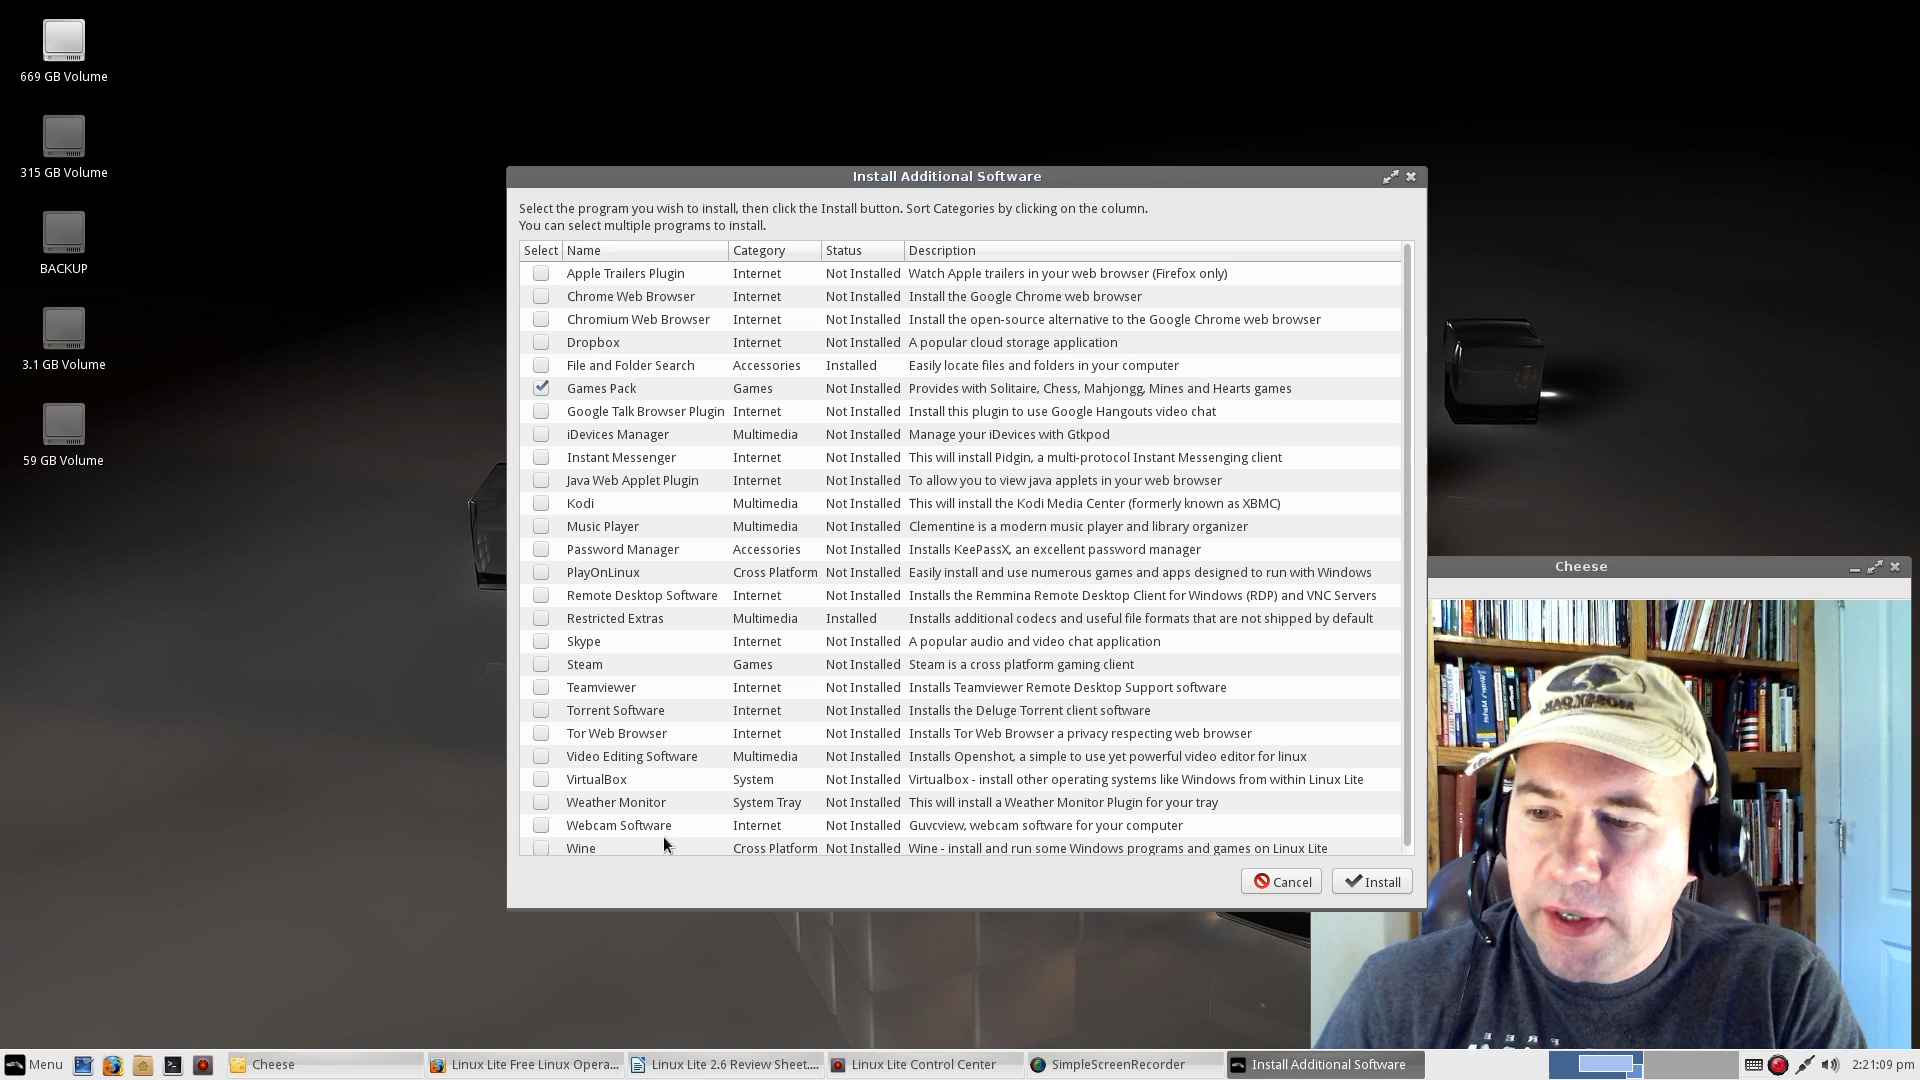 669 GB Volume
315 GB Volume
BACKUP
3.1 GB Volume
59 GB Volume
Install Additional Software
Select the program you wish to install, then click the Install button. Sort Categories by clicking on the column.
You can select multiple programs to install.
Select Name Category Status Description
Apple Trailers Plugin Internet Not Installed Watch Apple trailers in your web browser (Firefox only)
Chrome Web Browser Internet Not Installed Install the Google Chrome web browser
Chromium Web Browser Internet Not Installed Install the open-source alternative to the Google Chrome web browser
Dropbox Internet Not Installed A popular cloud storage application
File and Folder Search Accessories Installed Easily locate files and folders in your computer
Games Pack Games Not Installed Provides with Solitaire, Chess, Mahjongg, Mines and Hearts games
Google Talk Browser Plugin Internet Not Installed Install this plugin to use Google Hangouts video chat
iDevices Manager Multimedia Not Installed Manage your iDevices with Gtkpod
Instant Messenger Internet Not Installed This will install Pidgin, a multi-protocol Instant Messenging client
Java Web Applet Plugin Internet Not Installed To allow you to view java applets in your web browser
Kodi Multimedia Not Installed This will install the Kodi Media Center (formerly known as XBMC)
Music Player Multimedia Not Installed Clementine is a modern music player and library organizer
Password Manager Accessories Not Installed Installs KeePassX, an excellent password manager
PlayOnLinux Cross Platform Not Installed Easily install and use numerous games and apps designed to run with Windows
Remote Desktop Software Internet Not Installed Installs the Remmina Remote Desktop Client for Windows (RDP) and VNC Servers
Restricted Extras Multimedia Installed Installs additional codecs and useful file formats that are not shipped by default
Skype Internet Not Installed A popular audio and video chat application
Steam Games Not Installed Steam is a cross platform gaming client
Teamviewer Internet Not Installed Installs Teamviewer Remote Desktop Support software
Torrent Software Internet Not Installed Installs the Deluge Torrent client software
Tor Web Browser Internet Not Installed Installs Tor Web Browser a privacy respecting web browser
Video Editing Software Multimedia Not Installed Installs Openshot, a simple to use yet powerful video editor for linux
VirtualBox System Not Installed Virtualbox - install other operating systems like Windows from within Linux Lite
Weather Monitor System Tray Not Installed This will install a Weather Monitor Plugin for your tray
Webcam Software Internet Not Installed Guvcview, webcam software for your computer
Wine Cross Platform Not Installed Wine - install and run some Windows programs and games on Linux Lite
Cancel Install
Cheese
Menu Cheese Linux Lite Free Linux Opera... Linux Lite 2.6 Review Sheet.... Linux Lite Control Center SimpleScreenRecorder Install Additional Software 2:21:09 pm